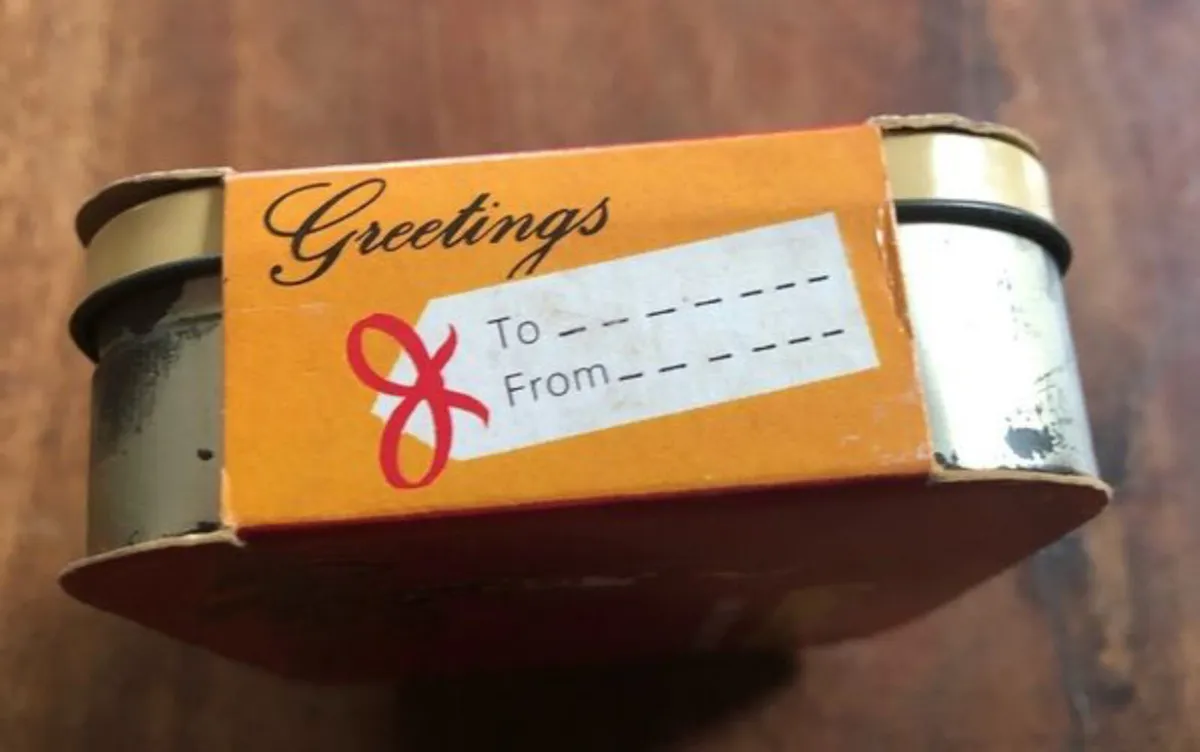 Greetings
To _ _ _ _ _ _ _ _
From _ _ _ _ _ _ _